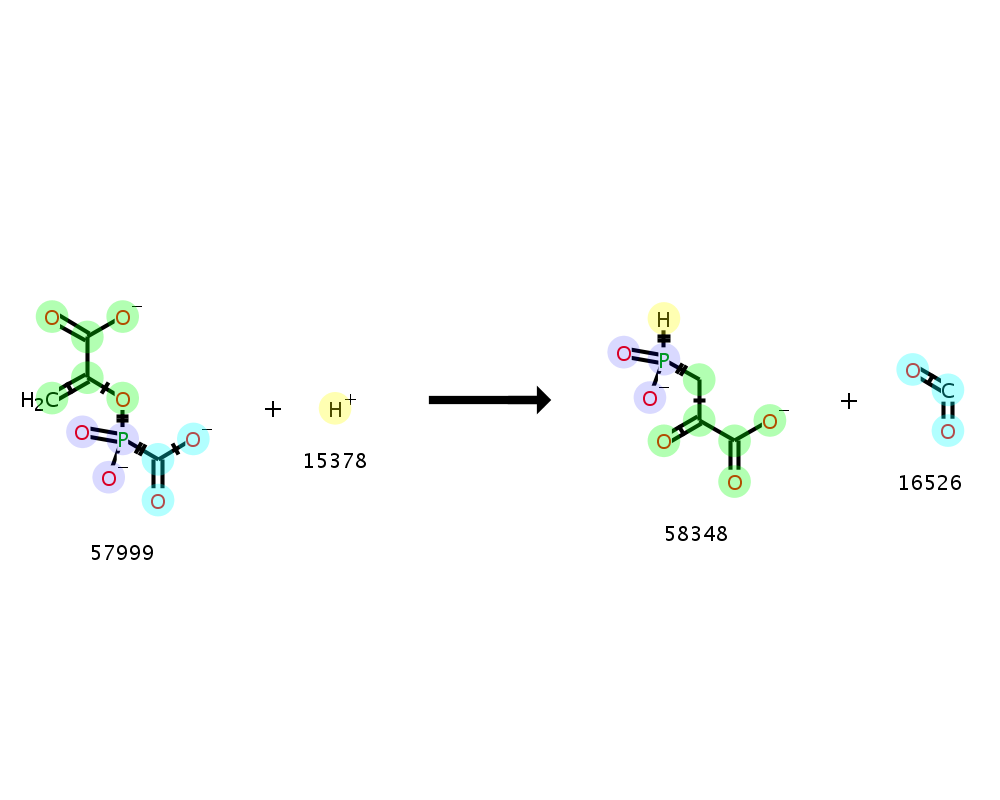 O O −
H₂C O
O P O −
O −
O
57999
+
H +
15378
H
O P
O −
O O −
O
58348
+
O C
O
16526